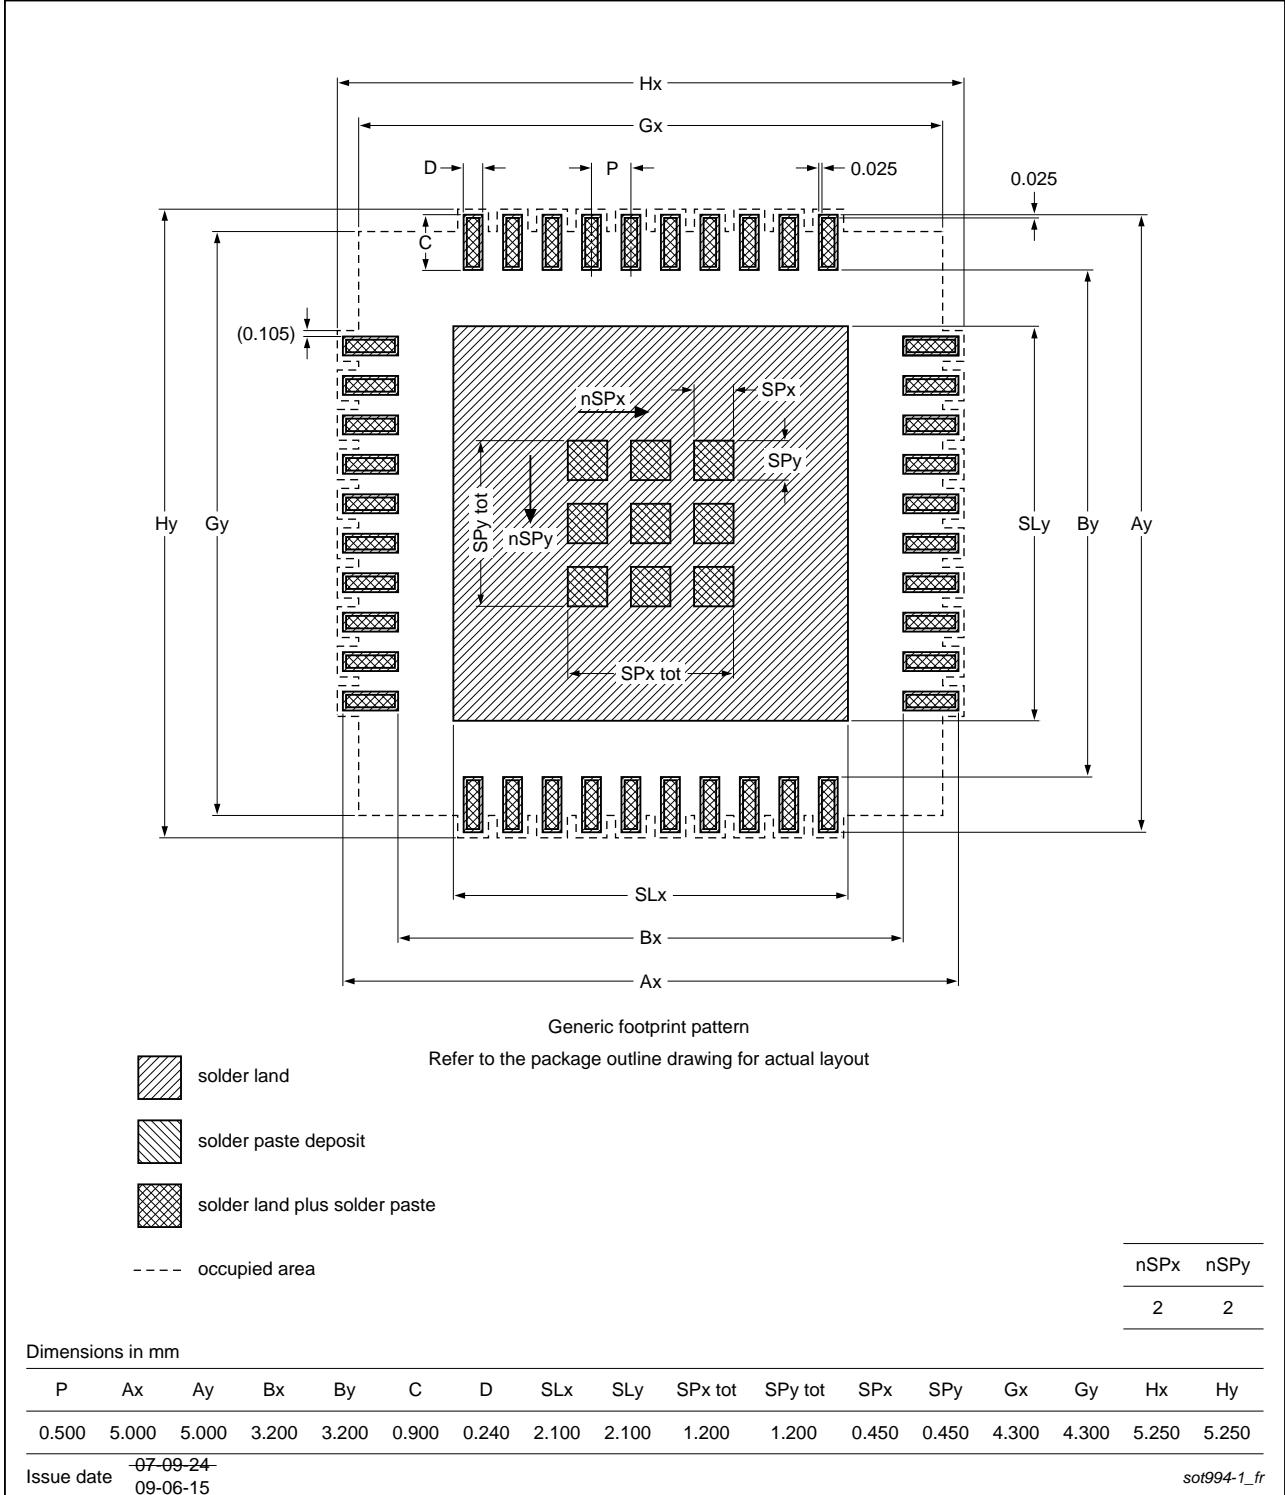 Hx
Gx
D
P
0.025
0.025
C
(0.105)
nSPx
SPx
SPy
SPy tot
nSPy
Hy
Gy
SLy
By
Ay
SPx tot
SLx
Bx
Ax
Generic footprint pattern
Refer to the package outline drawing for actual layout
solder land
solder paste deposit
solder land plus solder paste
occupied area
nSPx nSPy
2 2
Dimensions in mm
P Ax Ay Bx By C D SLx SLy SPx tot SPy tot SPx SPy Gx Gy Hx Hy
0.500 5.000 5.000 3.200 3.200 0.900 0.240 2.100 2.100 1.200 1.200 0.450 0.450 4.300 4.300 5.250 5.250
Issue date 07-09-24
09-06-15
sot994-1_fr